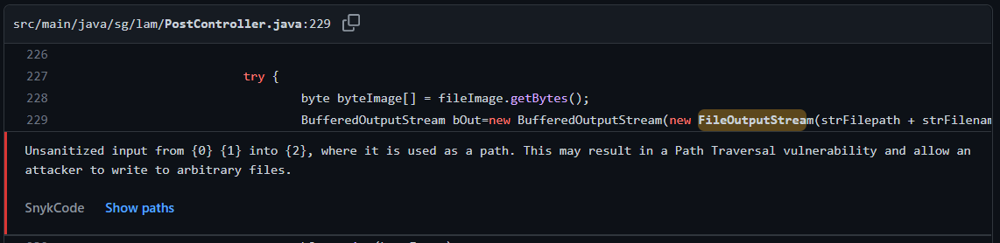 src/main/java/sg/lam/PostController.java:229
226
227 try {
228 byte byteImage[] = fileImage.getBytes();
229 BufferedOutputStream bOut=new BufferedOutputStream(new FileOutputStream(strFilepath + strFilenam
Unsanitized input from {0} {1} into {2}, where it is used as a path. This may result in a Path Traversal vulnerability and allow an
attacker to write to arbitrary files.
SnykCode Show paths